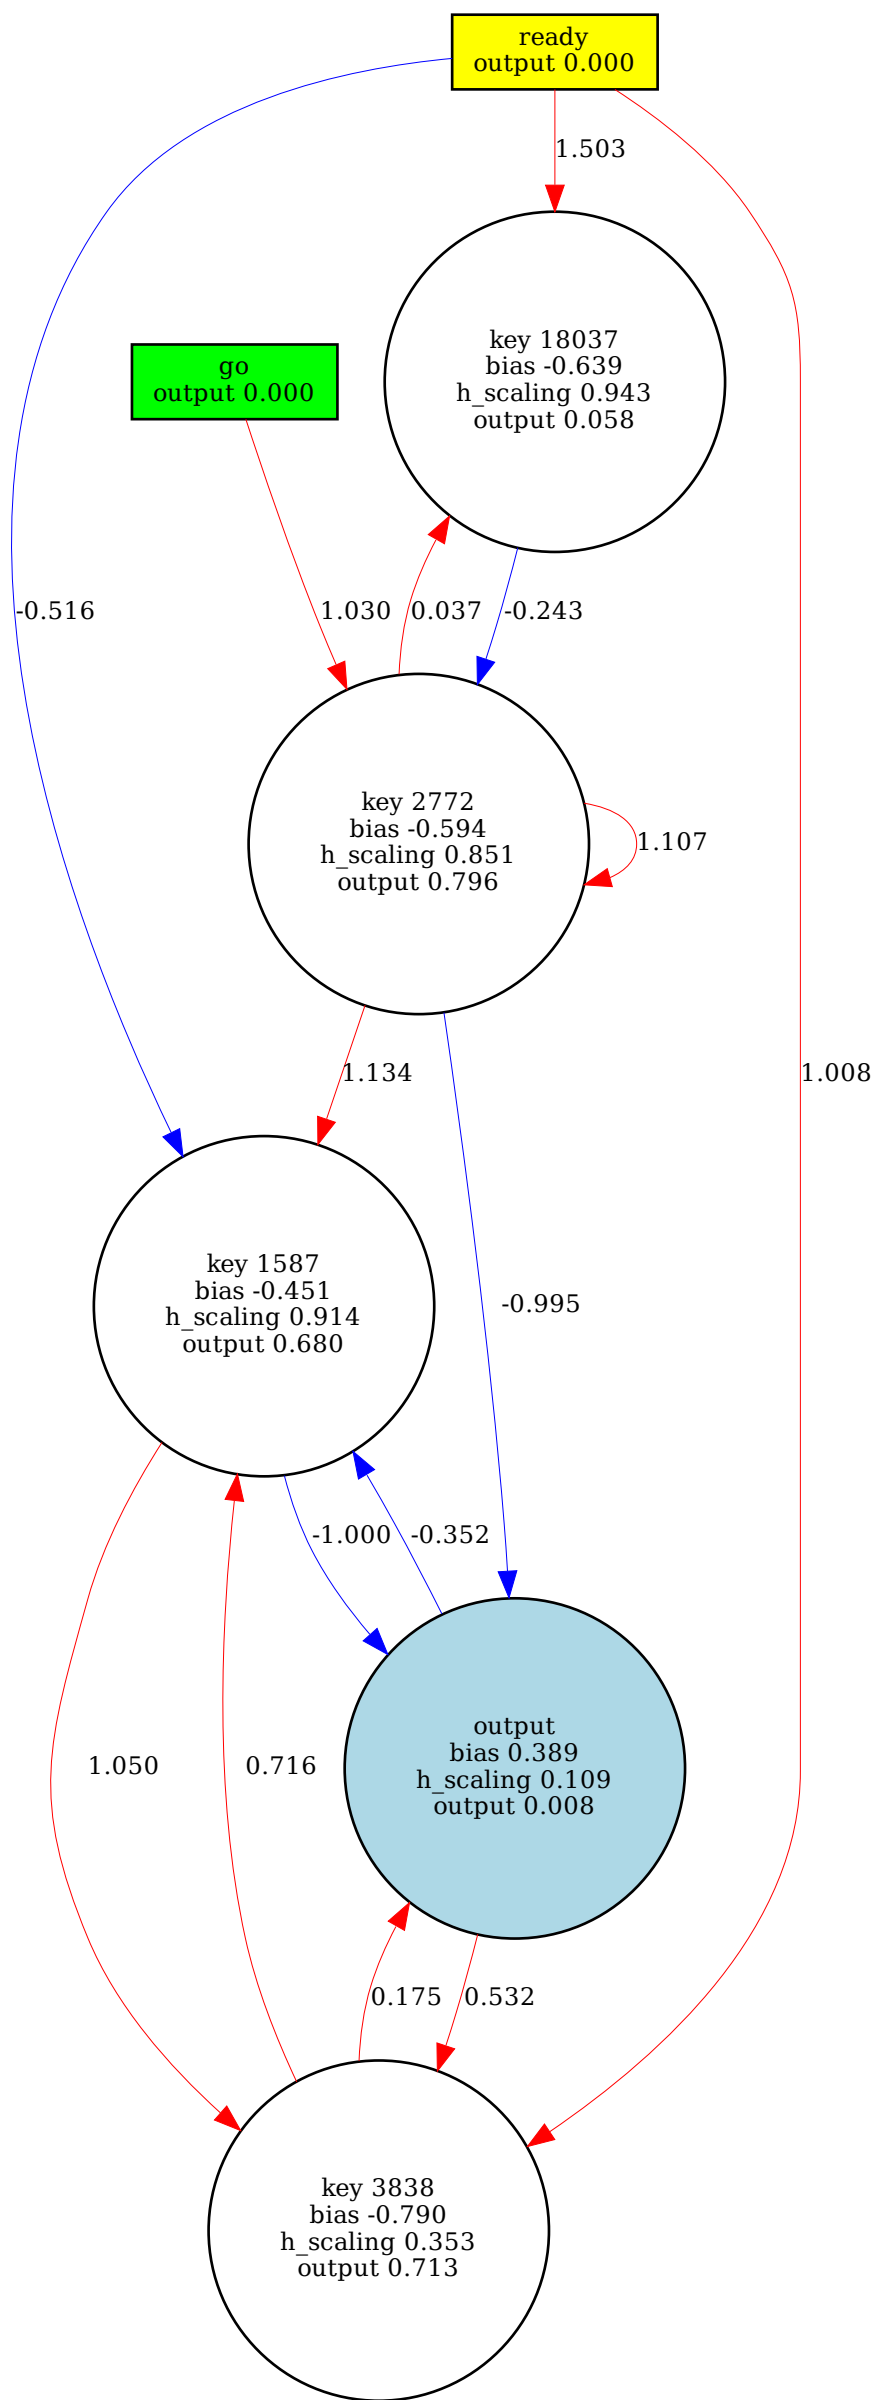 ready
output 0.000
1.503
key 18037
bias -0.639
h_scaling 0.943
output 0.058
go
output 0.000
-0.516
1.030
0.037
-0.243
key 2772
bias -0.594
h_scaling 0.851
output 0.796
1.107
1.134
1.008
key 1587
bias -0.451
h_scaling 0.914
output 0.680
-0.995
-1.000
-0.352
output
bias 0.389
h_scaling 0.109
output 0.008
1.050
0.716
0.175
0.532
key 3838
bias -0.790
h_scaling 0.353
output 0.713